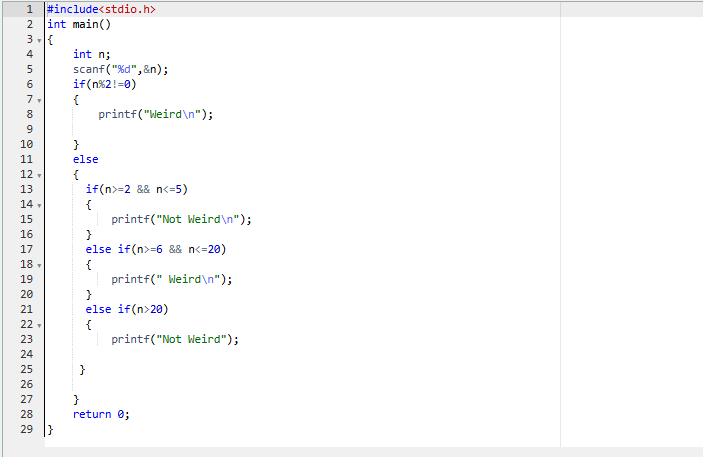 1 #include<stdio.h>
2 int main()
3 {
4     int n;
5     scanf("%d",&n);
6     if(n%2!=0)
7     {
8         printf("Weird\n");
9
10     }
11     else
12     {
13       if(n>=2 && n<=5)
14       {
15           printf("Not Weird\n");
16       }
17       else if(n>=6 && n<=20)
18       {
19           printf(" Weird\n");
20       }
21       else if(n>20)
22       {
23           printf("Not Weird");
24
25      }
26
27     }
28     return 0;
29 }